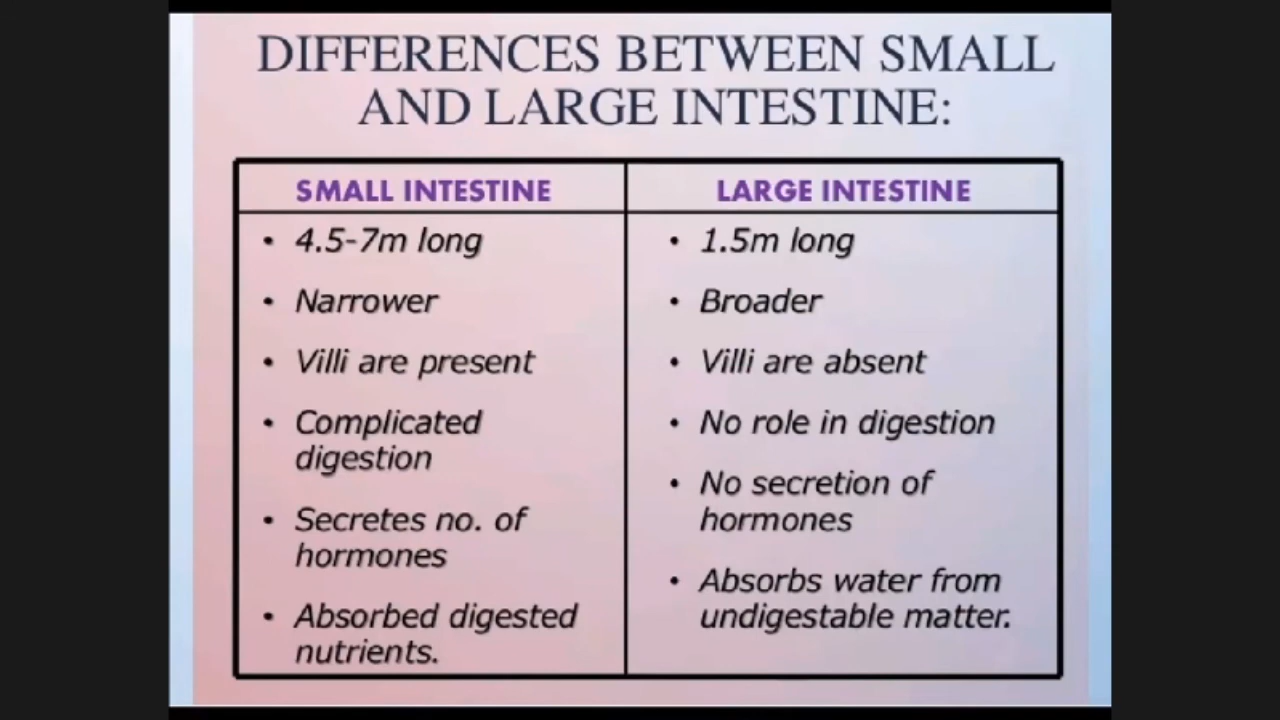 DIFFERENCES BETWEEN SMALL
AND LARGE INTESTINE:
SMALL INTESTINE
• 4.5-7m long
• Narrower
• Villi are present
• Complicated
digestion
• Secretes no. of
hormones
• Absorbed digested
nutrients.
LARGE INTESTINE
• 1.5m long
• Broader
• Villi are absent
• No role in digestion
• No secretion of
hormones
• Absorbs water from
undigestable matter.